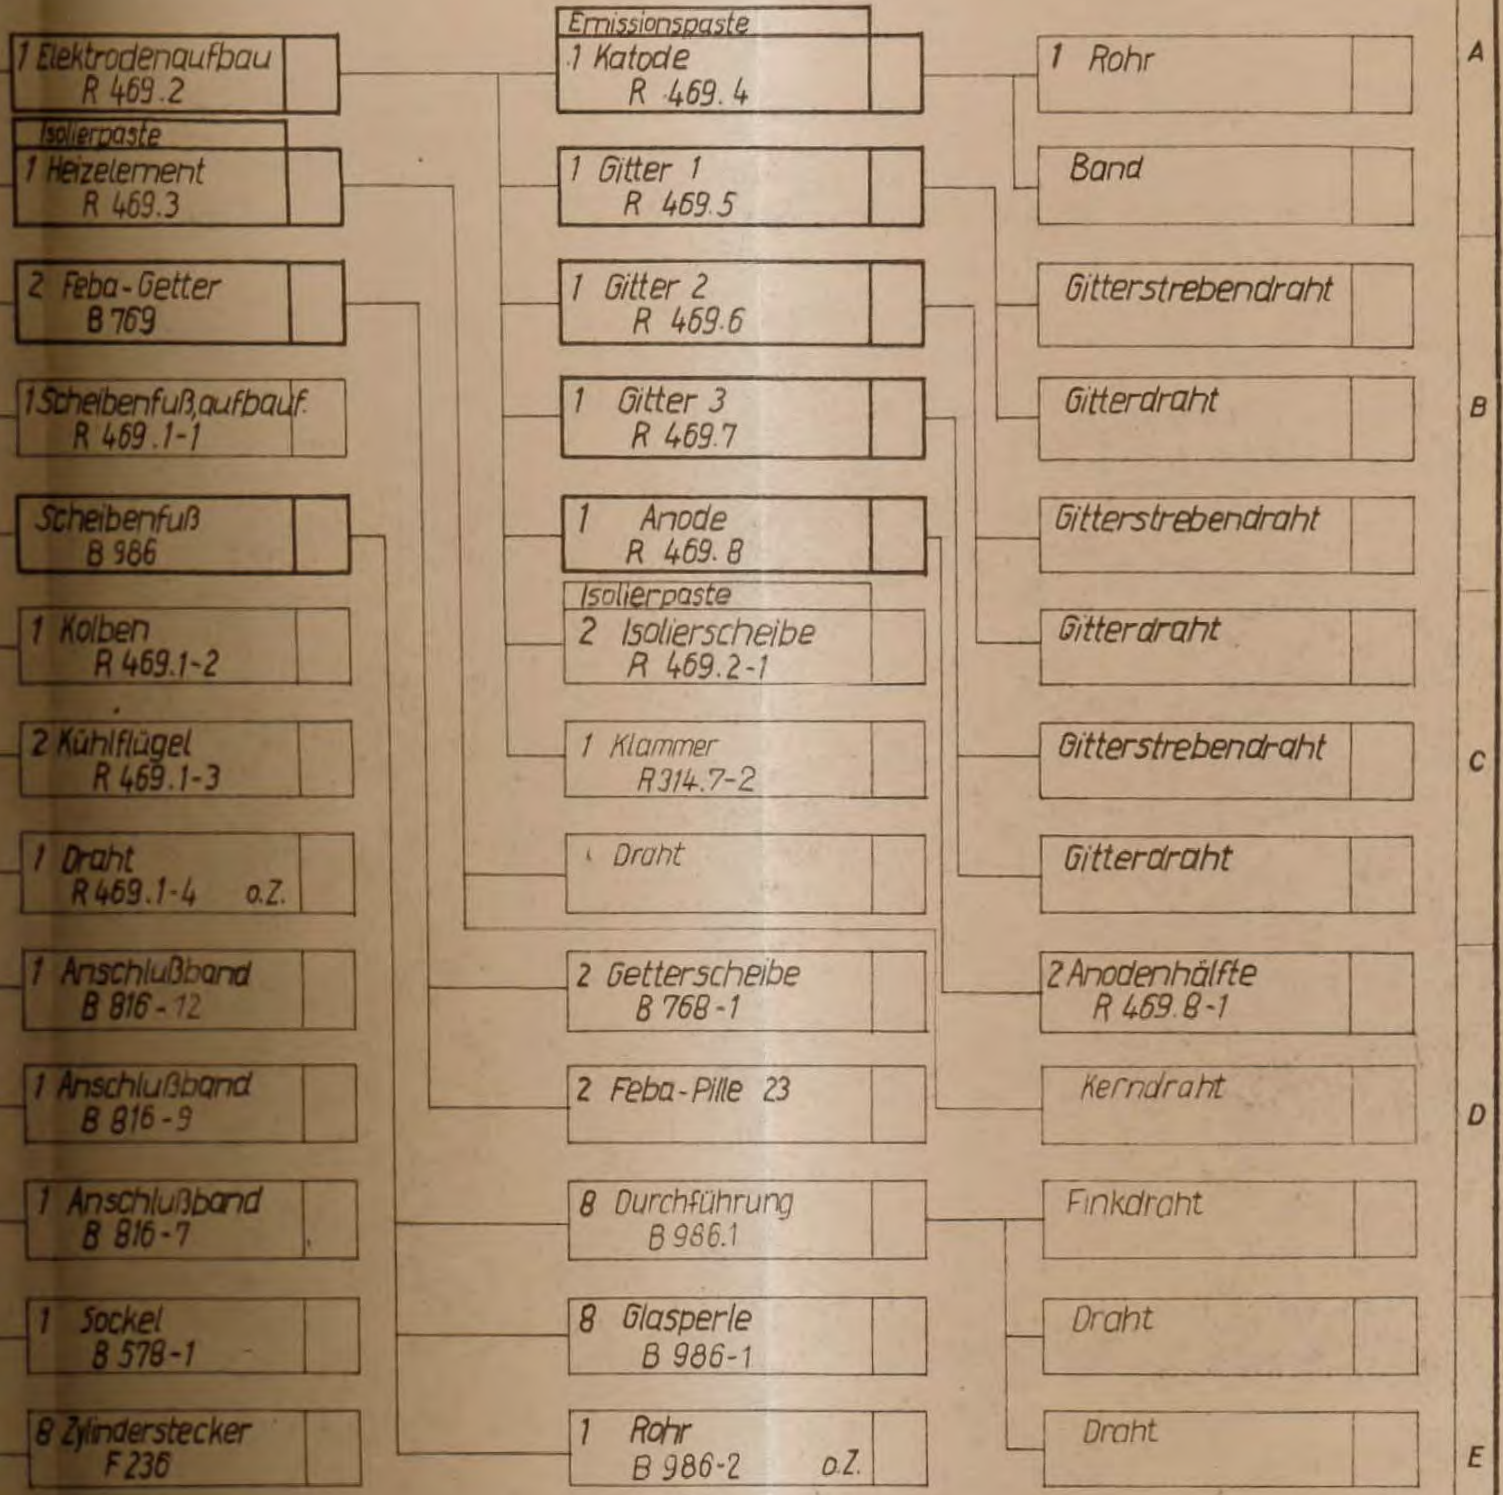 1 Elektrodenaufbau
R 469.2
Isolierpaste
1 Heizelement
R 469.3
2 Feba-Getter
B 769
1 Scheibenfuß, aufbauf.
R 469.1-1
Scheibenfuß
B 986
1 Kolben
R 469.1-2
2 Kühlflügel
R 469.1-3
1 Draht
R 469.1-4 o.Z.
1 Anschlußband
B 816-12
1 Anschlußband
B 816-9
1 Anschlußband
B 816-7
1 Sockel
B 578-1
8 Zylinderstecker
F 236
Emissionspaste
1 Katode
R 469.4
1 Gitter 1
R 469.5
1 Gitter 2
R 469.6
1 Gitter 3
R 469.7
1 Anode
R 469.8
Isolierpaste
2 Isolierscheibe
R 469.2-1
1 Klammer
R 314.7-2
Draht
2 Getterscheibe
B 768-1
2 Feba-Pille 23
8 Durchführung
B 986.1
8 Glasperle
B 986-1
1 Rohr
B 986-2 o.Z.
1 Rohr
Band
Gitterstrebendraht
Gitterdraht
Gitterstrebendraht
Gitterdraht
Gitterstrebendraht
Gitterdraht
2 Anodenhälfte
R 469.8-1
Kerndraht
Finkdraht
Draht
Draht
A
B
C
D
E